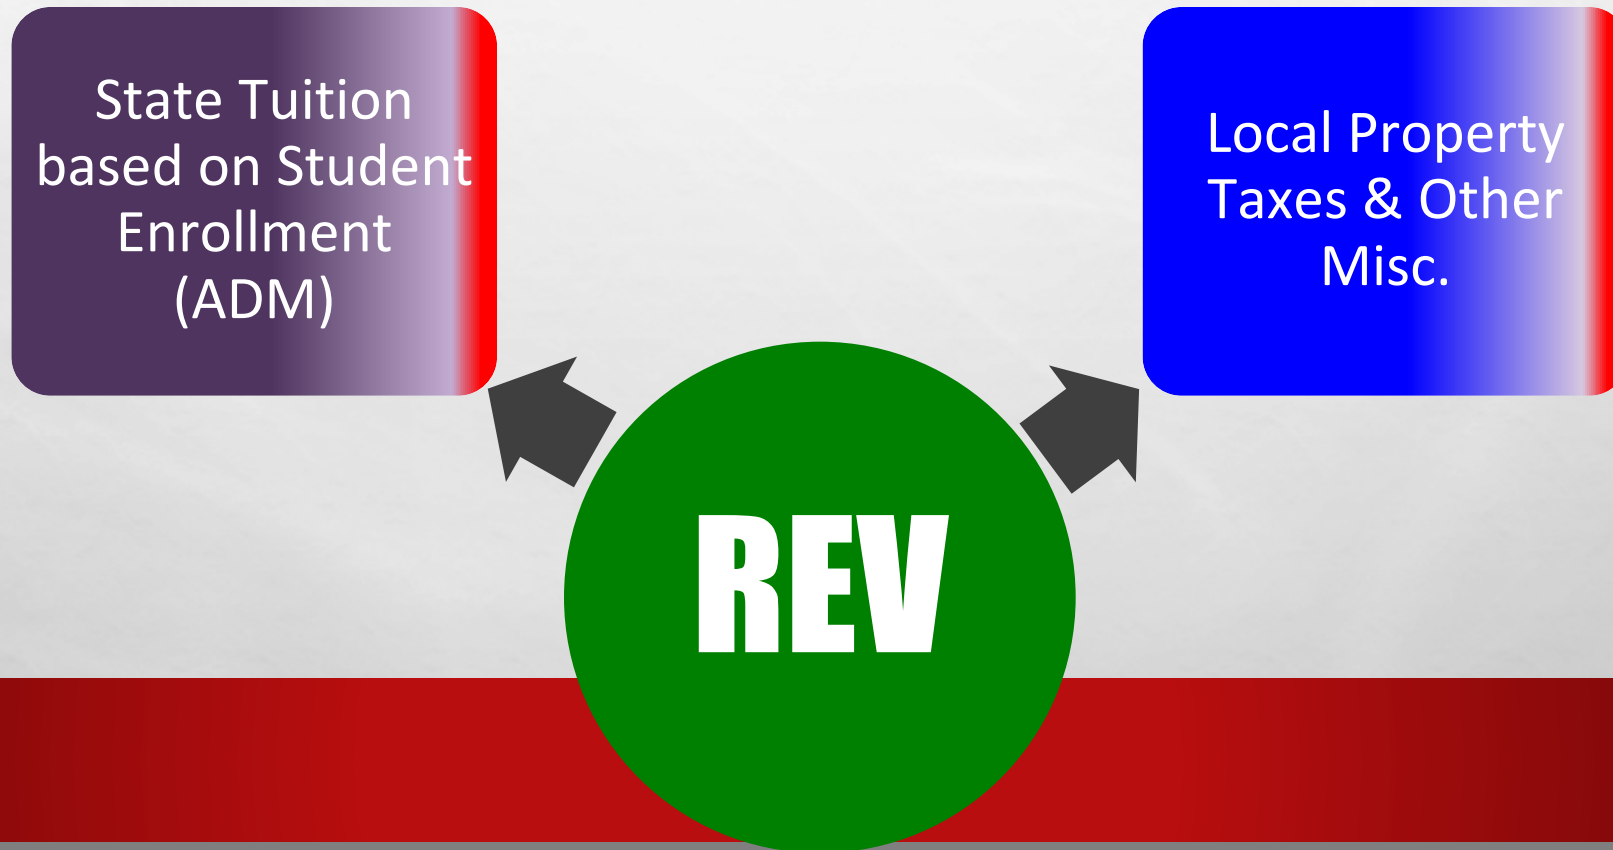 State Tuition
based on Student
Enrollment
(ADM)
Local Property
Taxes & Other
Misc.
REV